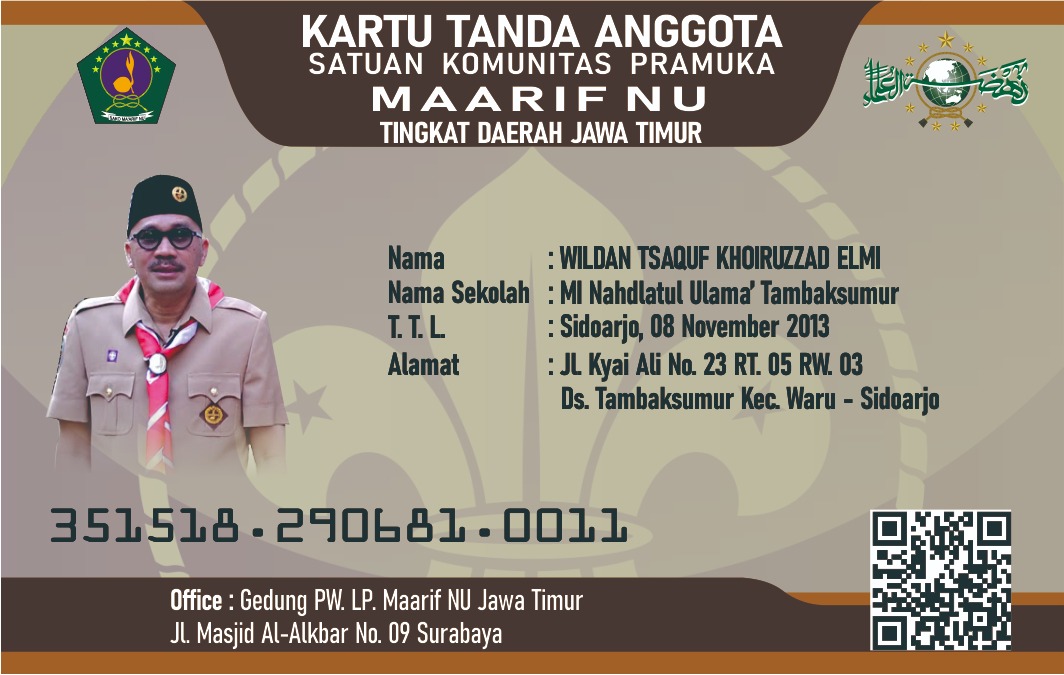 KARTU TANDA ANGGOTA
SATUAN KOMUNITAS PRAMUKA
MAARIF NU
TINGKAT DAERAH JAWA TIMUR
Nama : WILDAN TSAQUF KHOIRUZZAD ELMI
Nama Sekolah : MI Nahdlatul Ulama' Tambaksumur
T. T. L. : Sidoarjo, 08 November 2013
Alamat : Jl. Kyai Ali No. 23 RT. 05 RW. 03
Ds. Tambaksumur Kec. Waru - Sidoarjo
351518.290681.0011
Office : Gedung PW. LP. Maarif NU Jawa Timur
Jl. Masjid Al-Alkbar No. 09 Surabaya